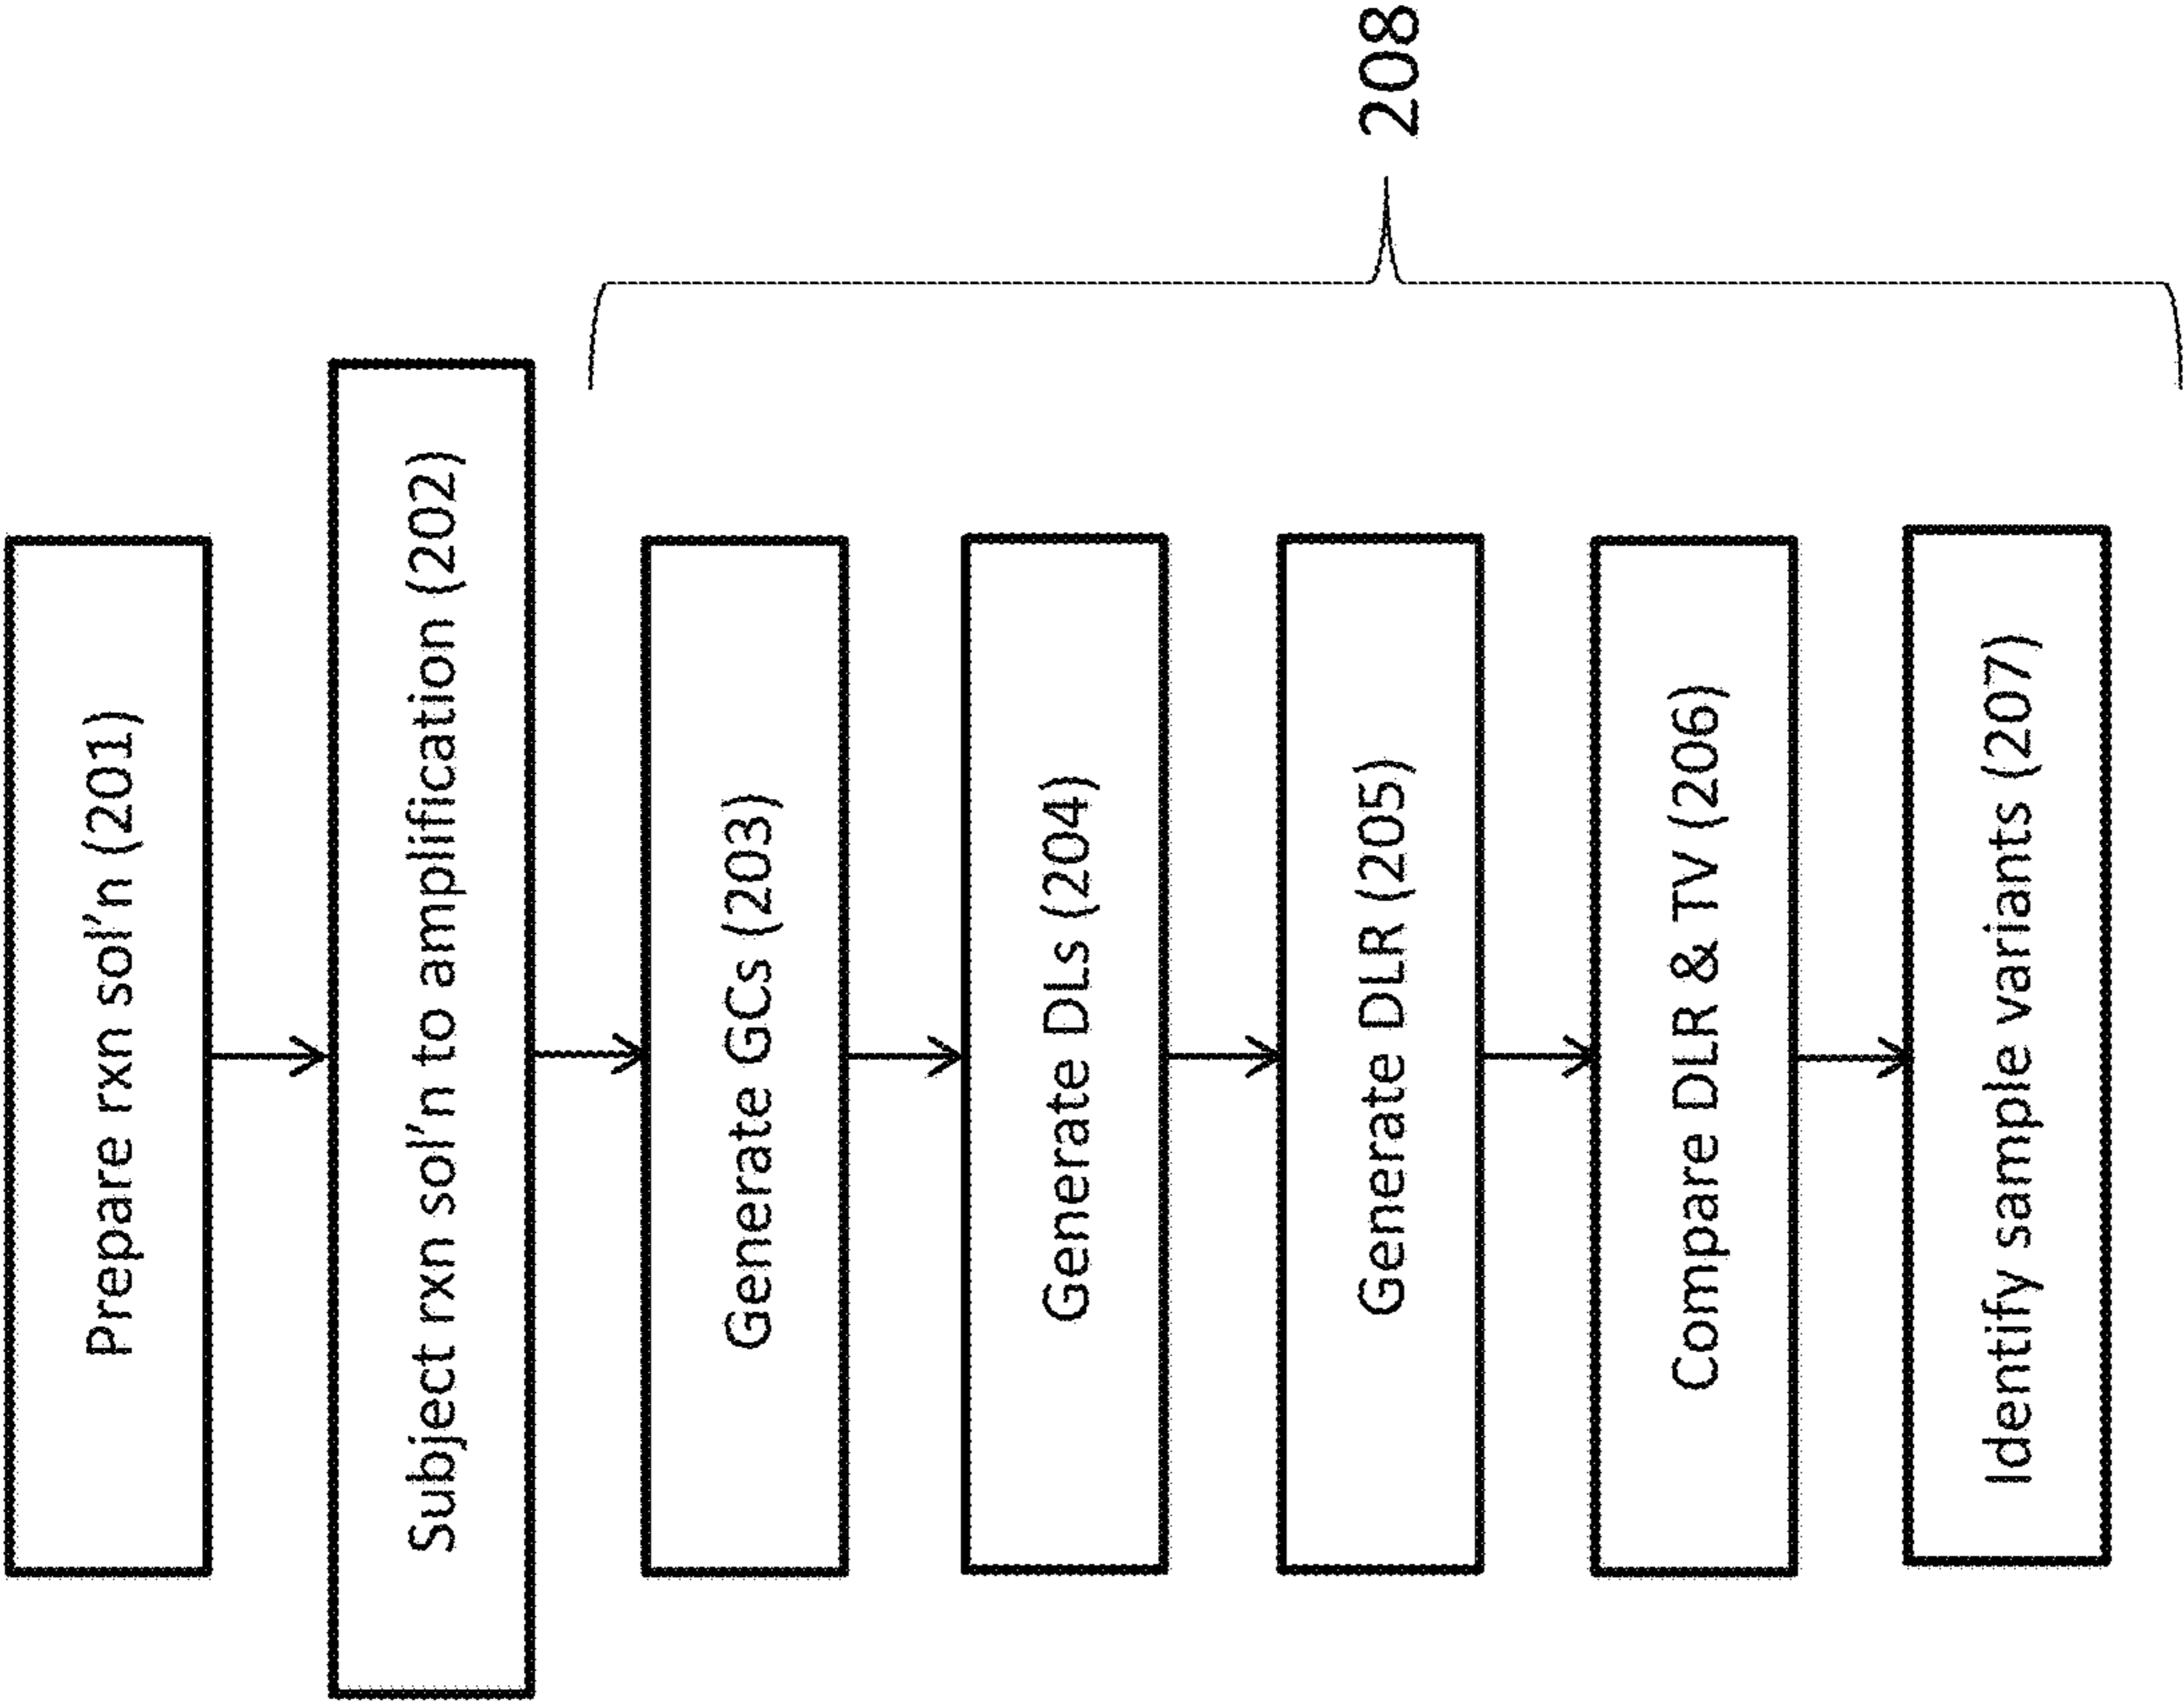 Prepare rxn sol'n (201)
Subject rxn sol'n to amplification (202)
Generate GCs (203)
Generate DLs (204)
Generate DLR (205)
Compare DLR & TV (206)
Identify sample variants (207)
208